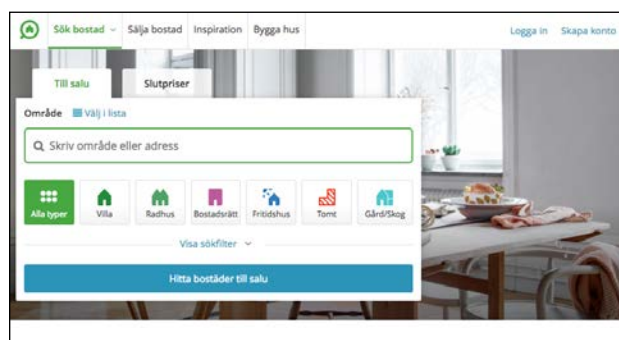 Sök bostad Sälja bostad Inspiration Bygga hus Logga in Skapa konto
Till salu Slutpriser
Område Välj i lista
Skriv område eller adress
Alla typer Villa Radhus Bostadsrätt Fritidshus Tomt Gård/Skog
Visa sökfilter
Hitta bostäder till salu